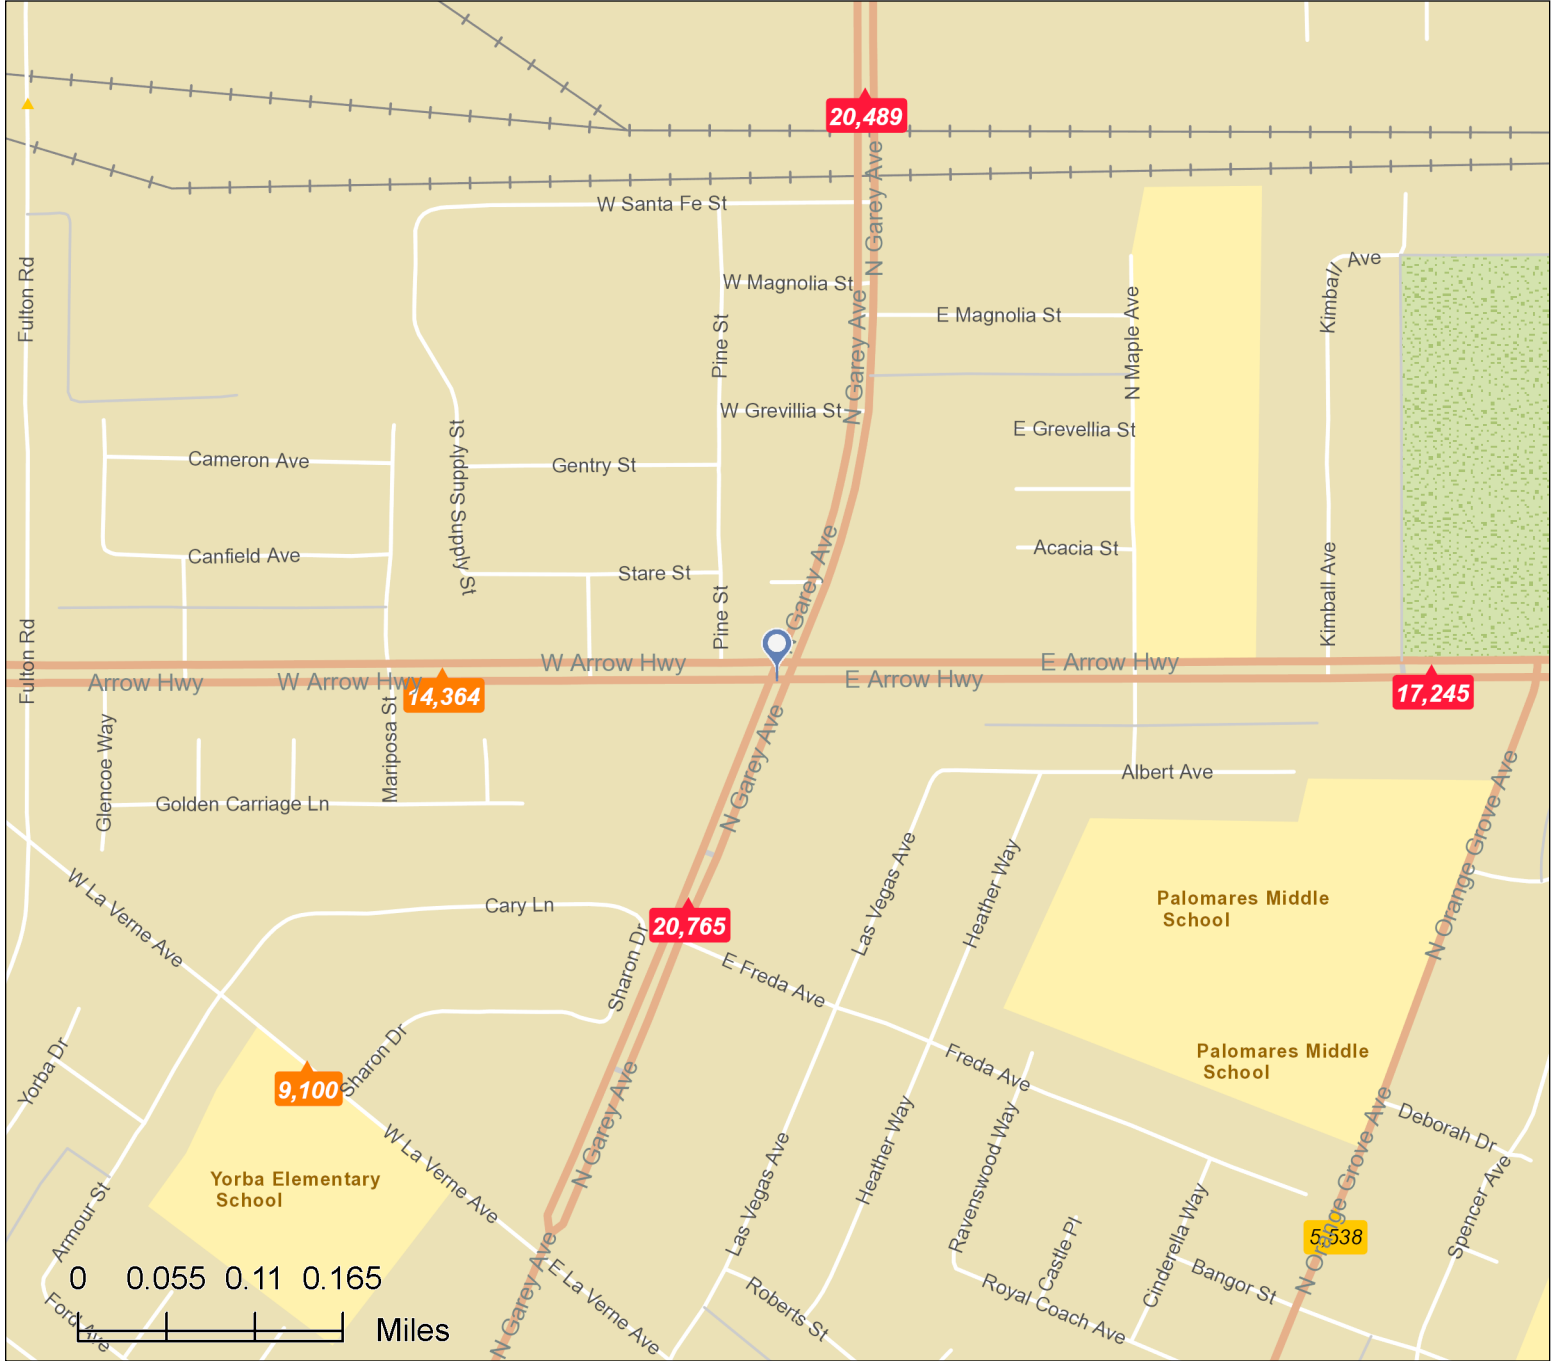 20,489
N Garey Ave
W Santa Fe St
Fulton Rd
W Magnolia St
Kimball Ave
E Magnolia St
N Maple Ave
Pine St
N Garey Ave
W Grevillia St
E Grevellia St
Cameron Ave
Gentry St
Supply St
Supply St
Canfield Ave
Stare St
Acacia St
Garey Ave
Kimball Ave
Pine St
Fulton Rd
W Arrow Hwy
E Arrow Hwy
Arrow Hwy
W Arrow Hwy
E Arrow Hwy
14,364
17,245
Mariposa St
Glencoe Way
N Garey Ave
Albert Ave
Golden Carriage Ln
N Orange Grove Ave
Las Vegas Ave
Heather Way
W La Verne Ave
Cary Ln
20,765
Palomares Middle
School
Sharon Dr
E Freda Ave
Palomares Middle
School
Freda Ave
Yorba Dr
Sharon Dr
9,100
N Garey Ave
Heather Way
Ravenswood Way
Deborah Dr
W La Verne Ave
Las Vegas Ave
N Orange Grove Ave
Yorba Elementary
School
Armour St
Cinderella Way
Spencer Ave
Castle Pl
5,538
N Garey Ave
E La Verne Ave
Roberts St
Royal Coach Ave
Bangor St
Ford Ave
0 0.055 0.11 0.165
Miles